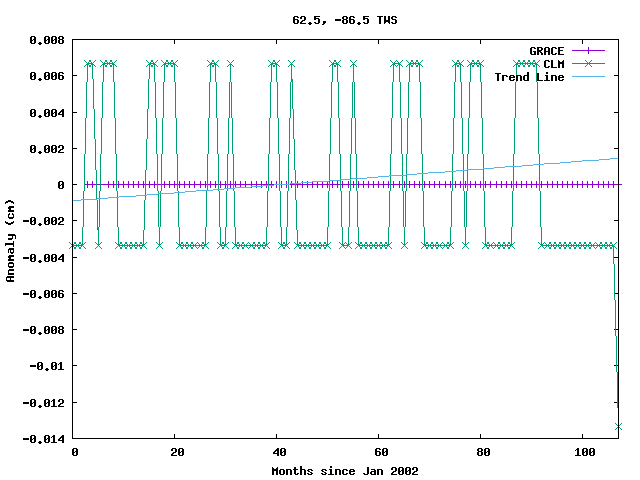 62.5, -86.5 TWS
GRACE
CLM
Trend Line
0.008
0.006
0.004
0.002
0
-0.002
-0.004
-0.006
-0.008
-0.01
-0.012
-0.014
Anomaly (cm)
0 20 40 60 80 100
Months since Jan 2002